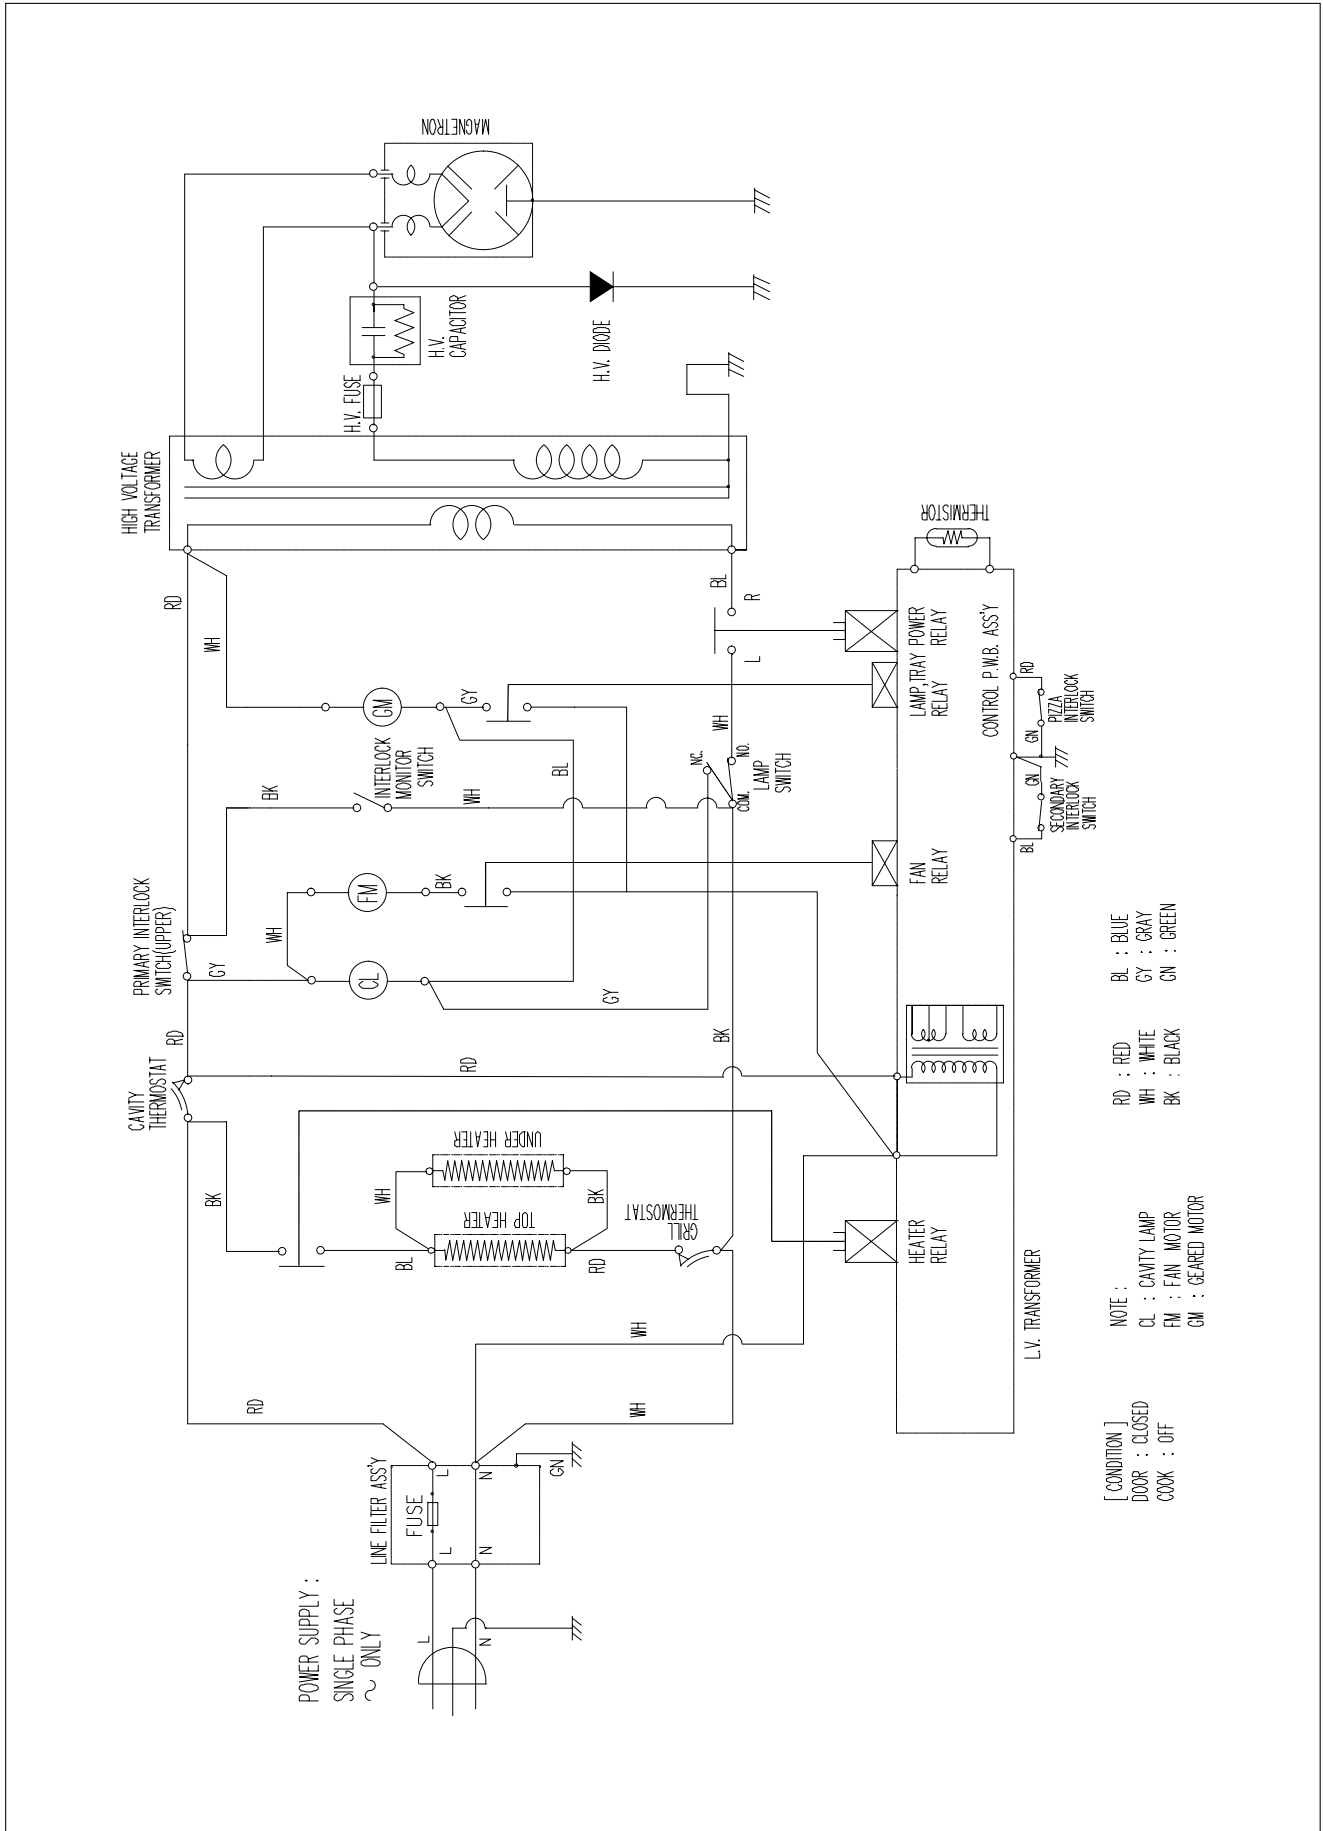 POWER SUPPLY :
SINGLE PHASE
~ ONLY
L
N
LINE FILTER ASS'Y
FUSE
L
N
L
N
GN
RD
WH
WH
CAVITY
THERMOSTAT
BK
RD
BL
TOP HEATER
UNDER HEATER
WH
BK
RD
GRILL
THERMOSTAT
RD
BK
PRIMARY INTERLOCK
SWITCH(UPPER)
GY
CL
WH
FM
BK
GY
BK
INTERLOCK
MONITOR
SWITCH
WH
BL
GM
GY
WH
RD
NC.
NO.
COM.
LAMP
SWITCH
WH
L
R
BL
HIGH VOLTAGE
TRANSFORMER
H.V. FUSE
H.V.
CAPACITOR
H.V. DIODE
MAGNETRON
HEATER
RELAY
FAN
RELAY
LAMP,TRAY POWER
RELAY RELAY
CONTROL P.W.B. ASS'Y
THERMISTOR
L.V. TRANSFORMER
BL
SECONDARY
INTERLOCK
SWITCH
GN
GN
PIZZA
INTERLOCK
SWITCH
RD
[ CONDITION ]
DOOR : CLOSED
COOK : OFF
NOTE :
CL : CAVITY LAMP
FM : FAN MOTOR
GM : GEARED MOTOR
RD : RED
WH : WHITE
BK : BLACK
BL : BLUE
GY : GRAY
GN : GREEN